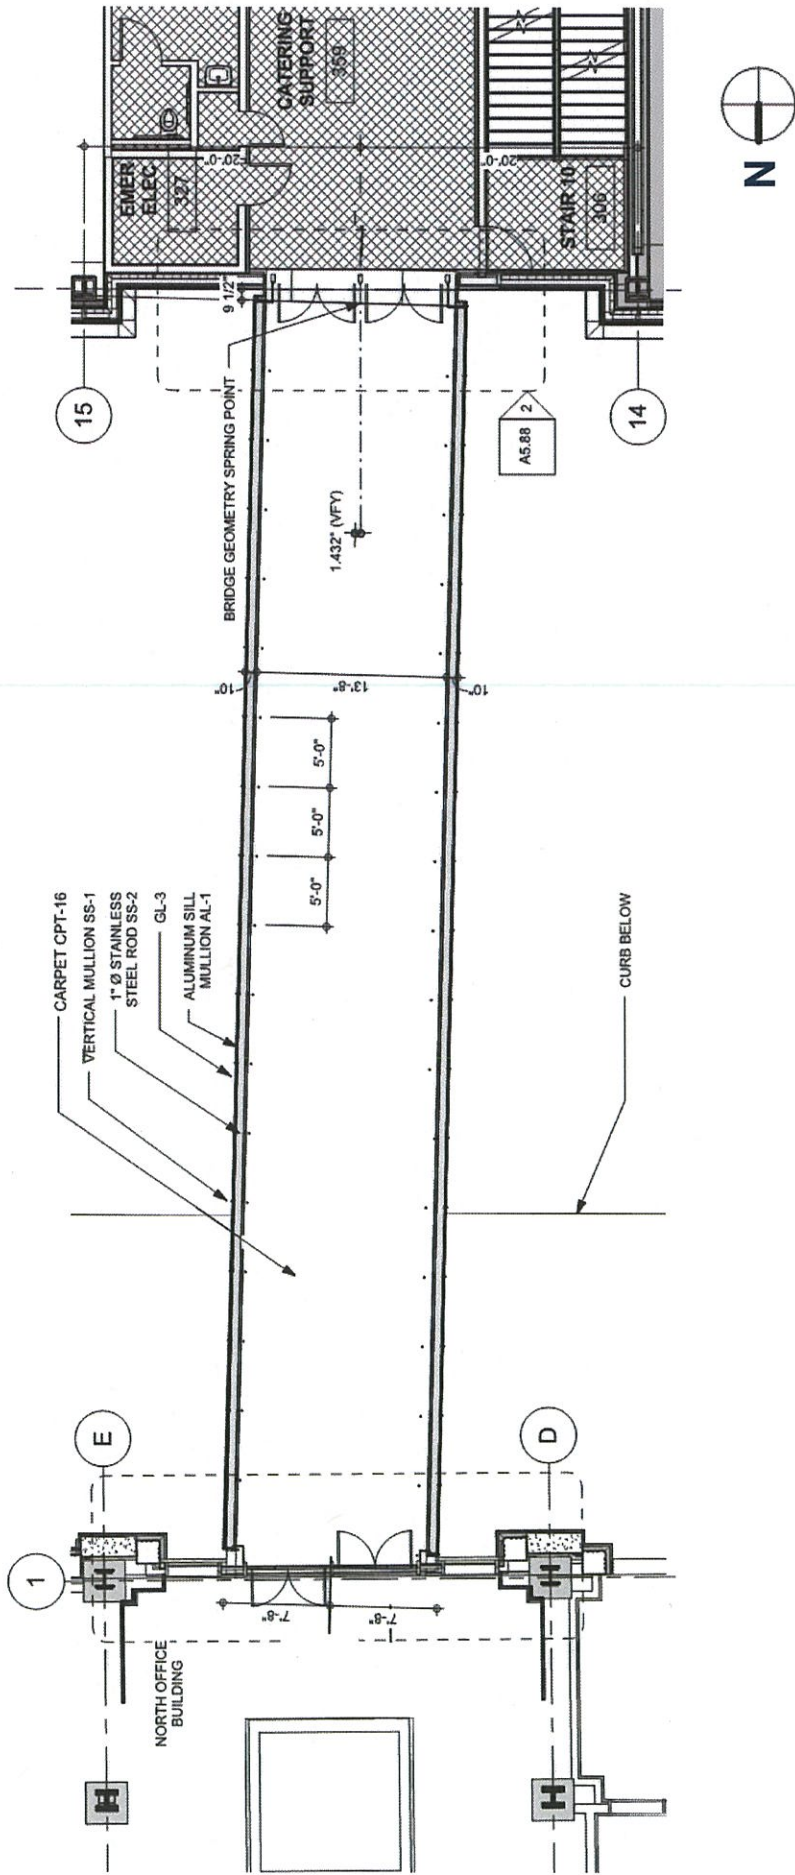 CATERING
SUPPORT
359
EMER
ELEC
327
20'-0"
20'-0"
STAIR 10
306
N
9 1/2"
15
BRIDGE GEOMETRY SPRING POINT
2
A5.88
14
1.432" (VFY)
10"
13'-8"
10"
5'-0"
5'-0"
5'-0"
CARPET CPT-16
VERTICAL MULLION SS-1
1" Ø STAINLESS
STEEL ROD SS-2
GL-3
ALUMINUM SILL
MULLION AL-1
CURB BELOW
E
D
1
7'-8"
7'-8"
NORTH OFFICE
BUILDING